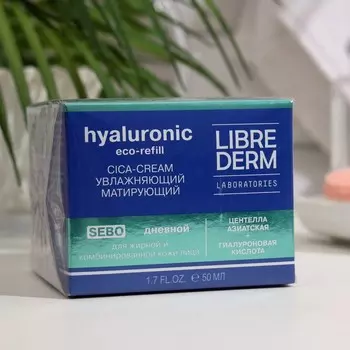 hyaluronic
eco-refill
CICA-CREAM
УВЛАЖНЯЮЩИЙ
МАТИРУЮЩИЙ
SEBO дневной
для жирной и
комбинированной кожи лица
LIBRE
DERM
LABORATORIES
ЦЕНТЕЛЛА
АЗИАТСКАЯ
+
ГИАЛУРОНОВАЯ
КИСЛОТА
1.7 FL.OZ. ℮ 50 МЛ